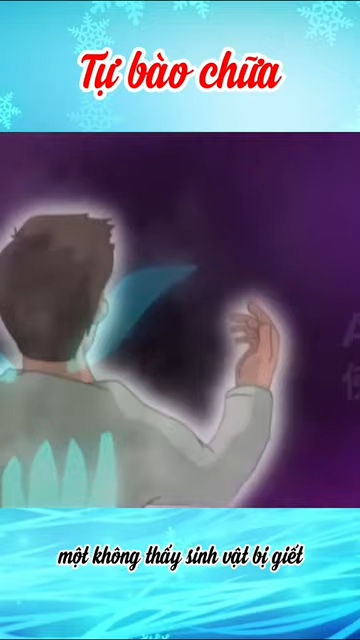 Tự bào chữa
một không thấy sinh vật bị giết